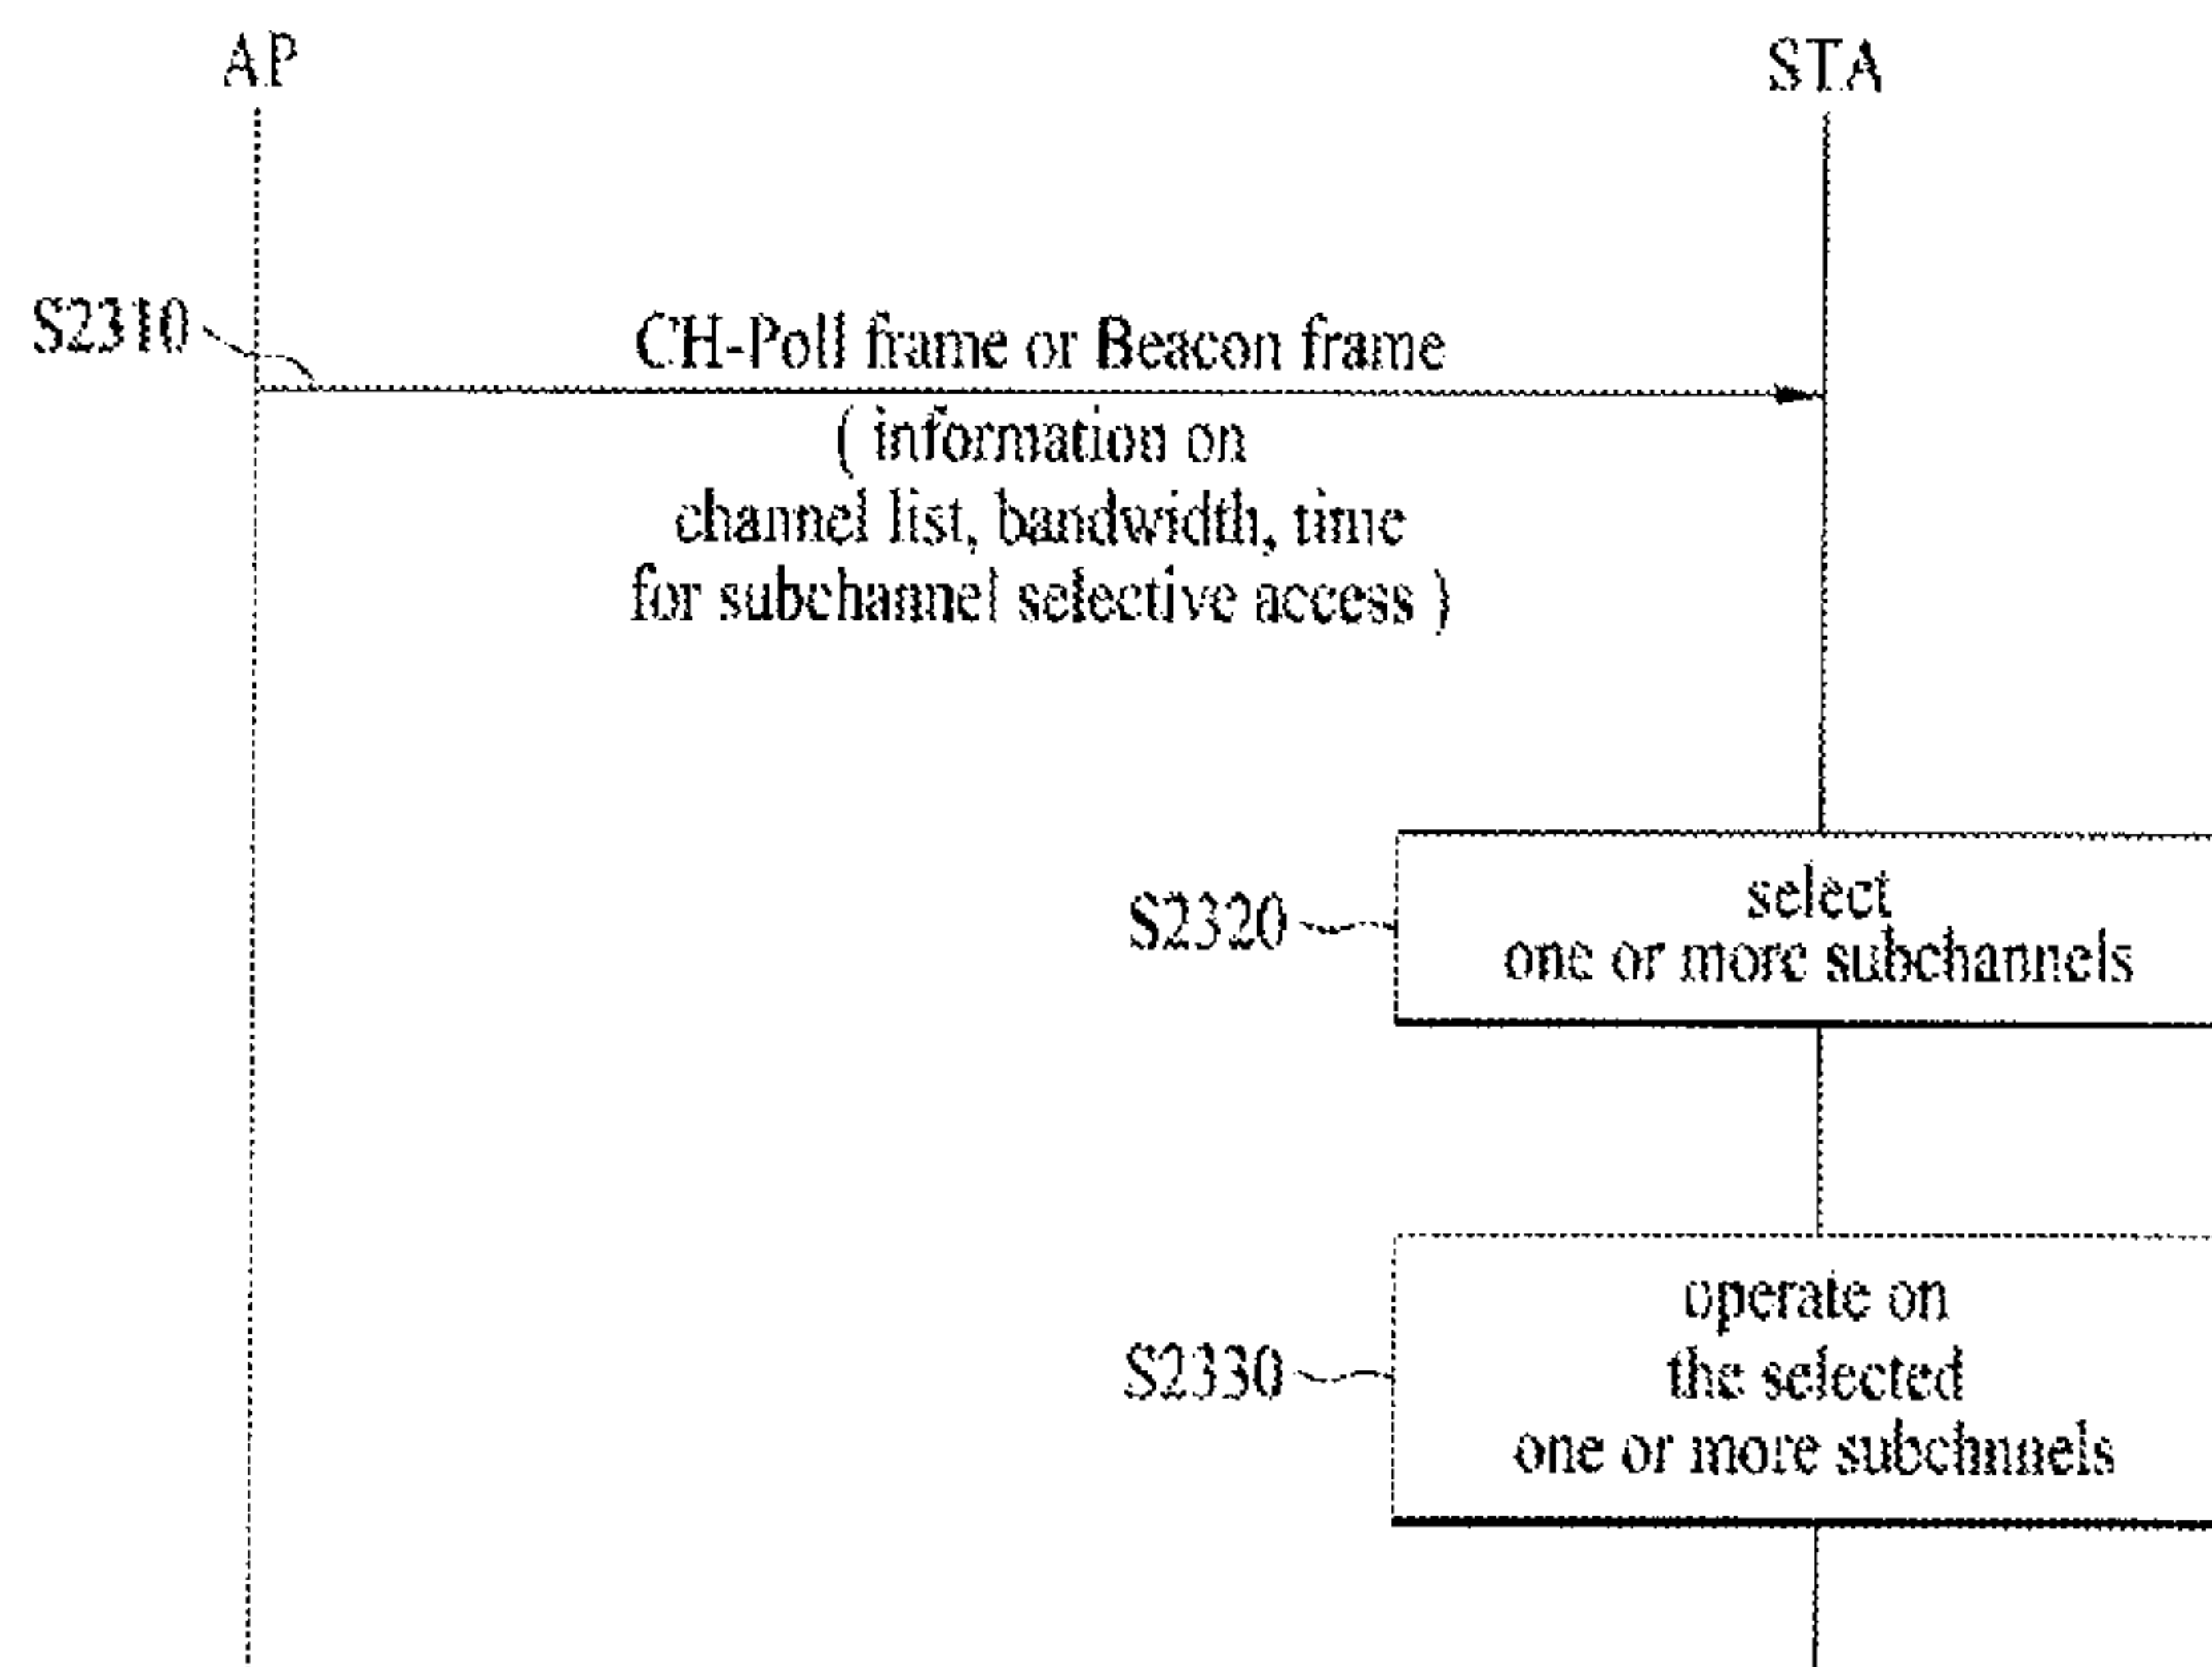 AP
STA
S2310
CH-Poll frame or Beacon frame
( information on
channel list, bandwidth, time
for subchannel selective access )
S2320
select
one or more subchannels
S2330
operate on
the selected
one or more subchnnels